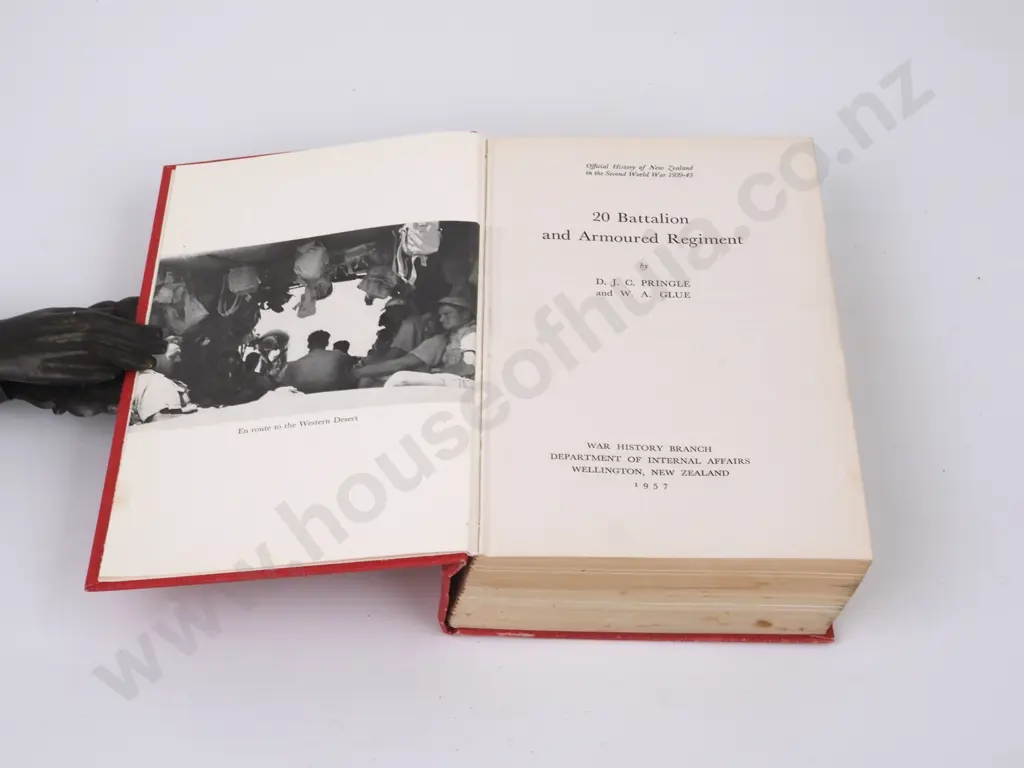 En route to the Western Desert
Official History of New Zealand
in the Second World War 1939-45
20 Battalion
and Armoured Regiment
by
D. J. C. PRINGLE
and W. A. GLUE
WAR HISTORY BRANCH
DEPARTMENT OF INTERNAL AFFAIRS
WELLINGTON, NEW ZEALAND
1957
www.houseofhuia.co.nz